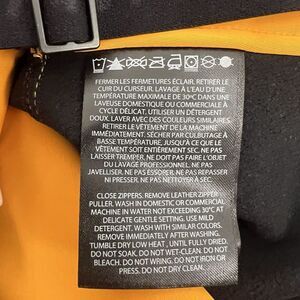 FERMER LES FERMETURES ÉCLAIR. RETIRER LE
CUIR DU CURSEUR. LAVAGE À L'EAU D'UNE
TEMPÉRATURE MAXIMALE DE 30ºC DANS UNE
LAVEUSE DOMESTIQUE OU COMMERCIALE À
CYCLE DÉLICAT. UTILISER UN DÉTERGENT
DOUX. LAVER AVEC DES COULEURS SIMILAIRES.
RETIRER LE VÊTEMENT DE LA MACHINE
IMMÉDIATEMENT. SÉCHER PAR CULBUTAGE À
BASSE TEMPÉRATURE, JUSQU'À CE QUE LE
VÊTEMENT SOIT ENTIÈREMENT SEC. NE PAS
LAISSER TREMPER. NE DOIT PAS FAIRE L'OBJET
DU LAVAGE PROFESSIONNEL. NE PAS
JAVELLISER. NE PAS ESSORER. NE PAS REPASSER
NI PRESSER. NE PAS NETTOYER AU SEC.
CLOSE ZIPPERS. REMOVE LEATHER ZIPPER
PULLER. WASH IN DOMESTIC OR COMMERCIAL
MACHINE IN WATER NOT EXCEEDING 30ºC AT
DELICATE GENTLE SETTING. USE MILD
DETERGENT. WASH WITH SIMILAR COLORS.
REMOVE IMMEDIATELY AFTER WASHING.
TUMBLE DRY LOW HEAT , UNTIL FULLY DRIED.
DO NOT SOAK. DO NOT WET-CLEAN. DO NOT
BLEACH. DO NOT WRING. DO NOT IRON OR
PRESS. DO NOT DRY CLEAN.